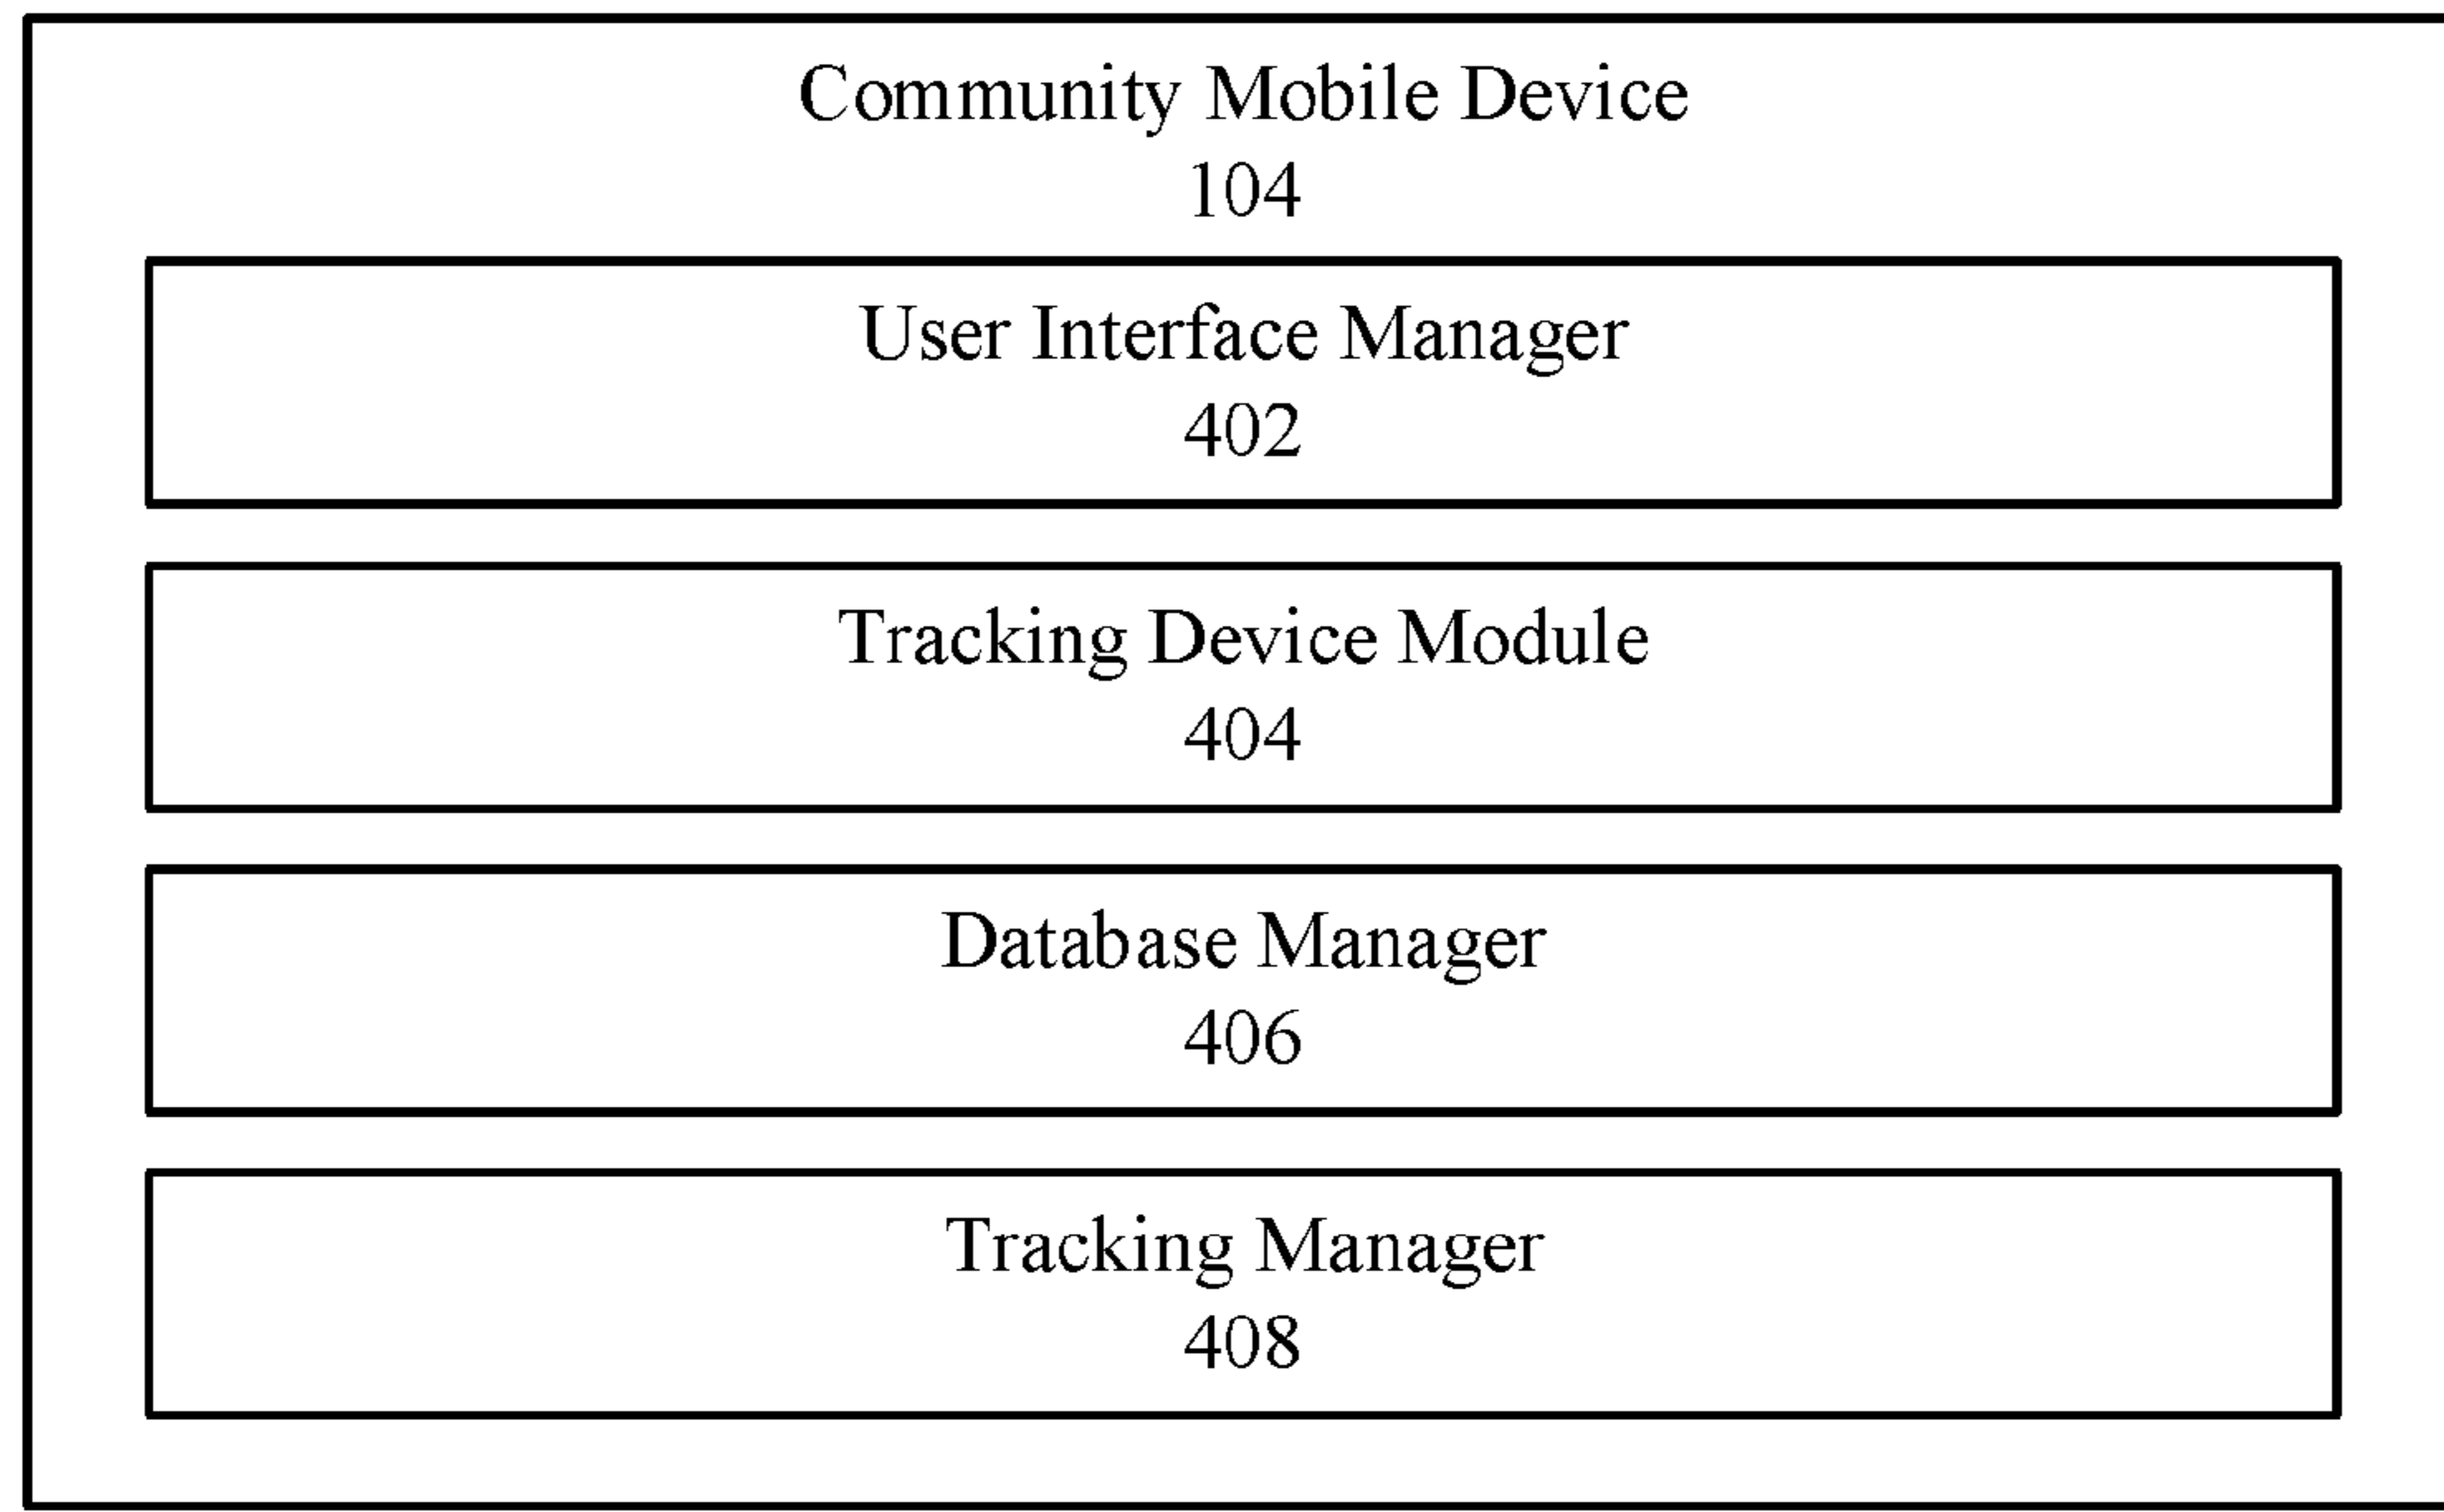 Community Mobile Device
104
User Interface Manager
402
Tracking Device Module
404
Database Manager
406
Tracking Manager
408